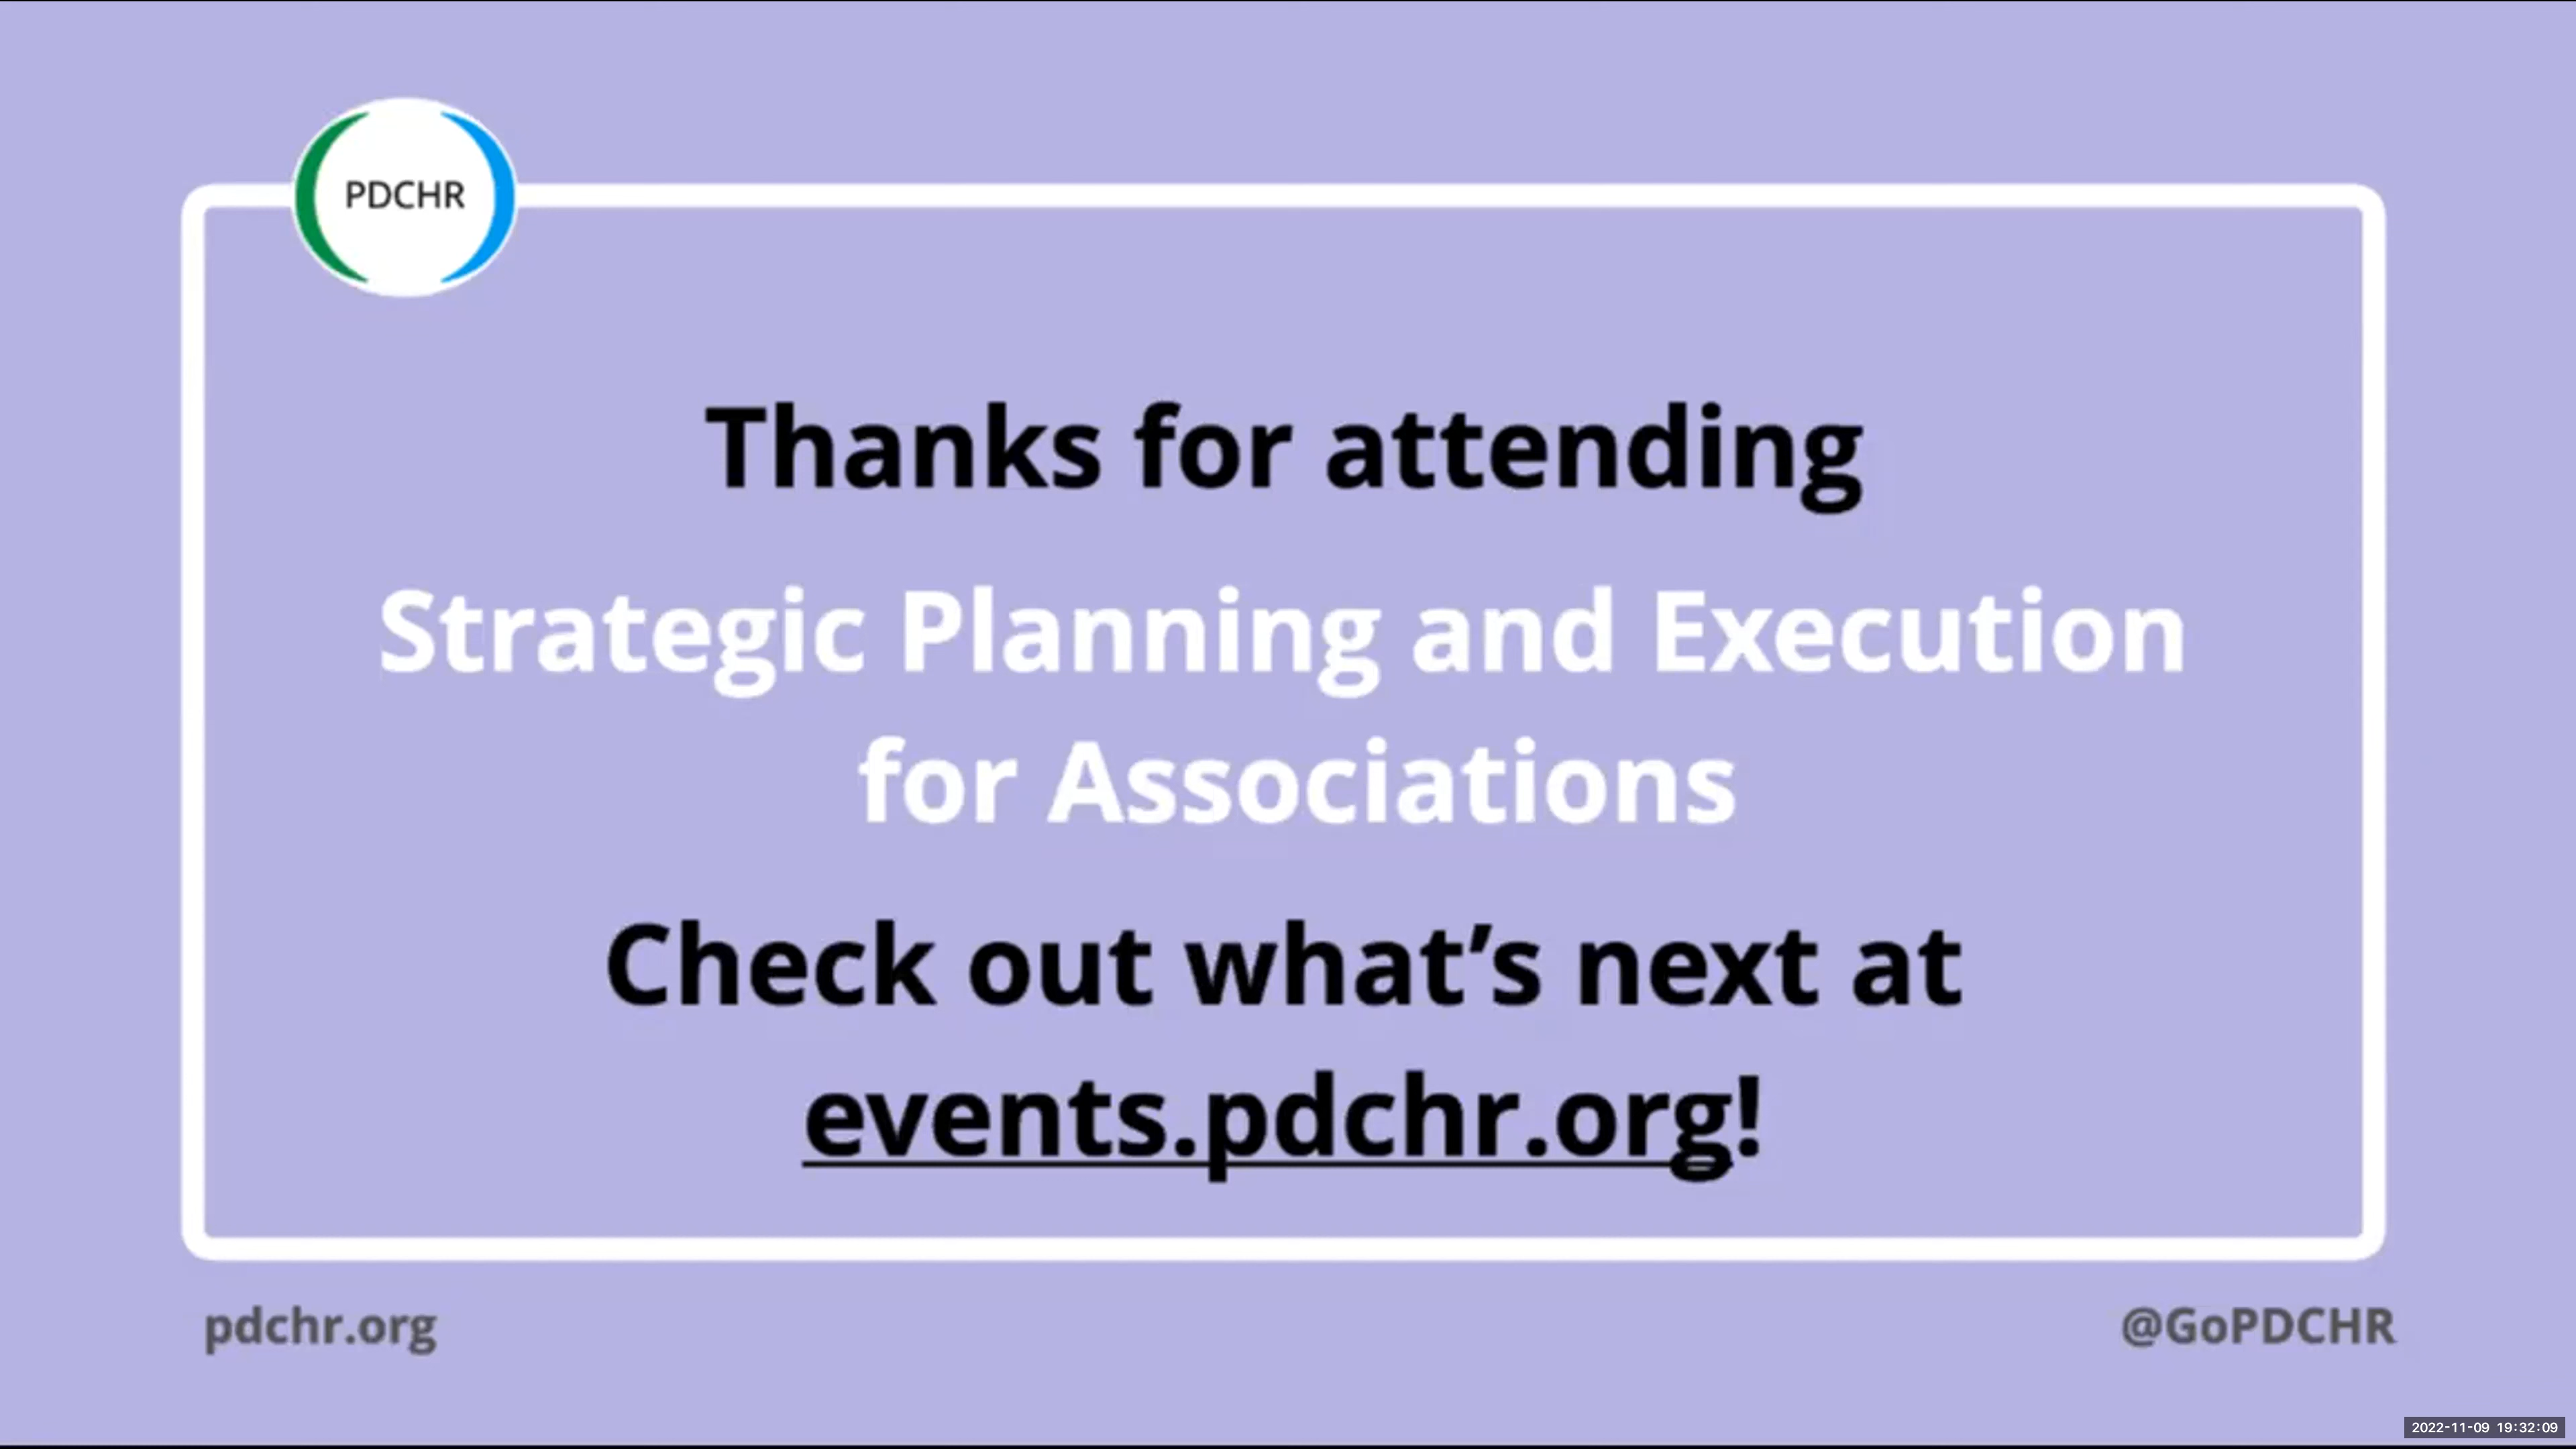 PDCHR
Thanks for attending
Strategic Planning and Execution
for Associations
Check out what’s next at
events.pdchr.org!
pdchr.org
@GoPDCHR
2022-11-09 19:32:09